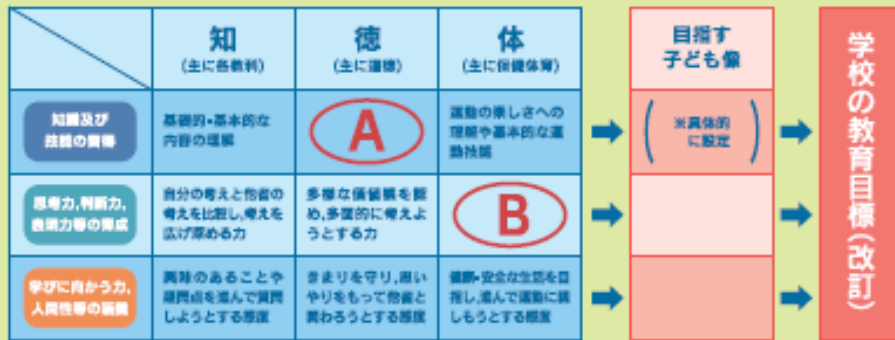 知
徳
体
(主に各教科)
(主に道徳)
(主に保健体育)
目指す
子ども像
学校の教育目標(改訂)
知識及び
技能の習得
基礎的・基本的な
内容の理解
A
運動の楽しさへの
理解や基本的な運
動技能
※具体的
に設定
思考力,判断力,
表現力等の育成
自分の考えと他者の
考えを比較し,考えを
広げ深める力
多様な価値観を認
め,多面的に考えよ
うとする力
B
学びに向かう力,
人間性等の涵養
興味のあることや
疑問点を進んで質問
しようとする態度
きまりを守り,思い
やりをもって他者と
関わろうとする態度
健康・安全な生活を目
指し,進んで運動に親
しもうとする態度